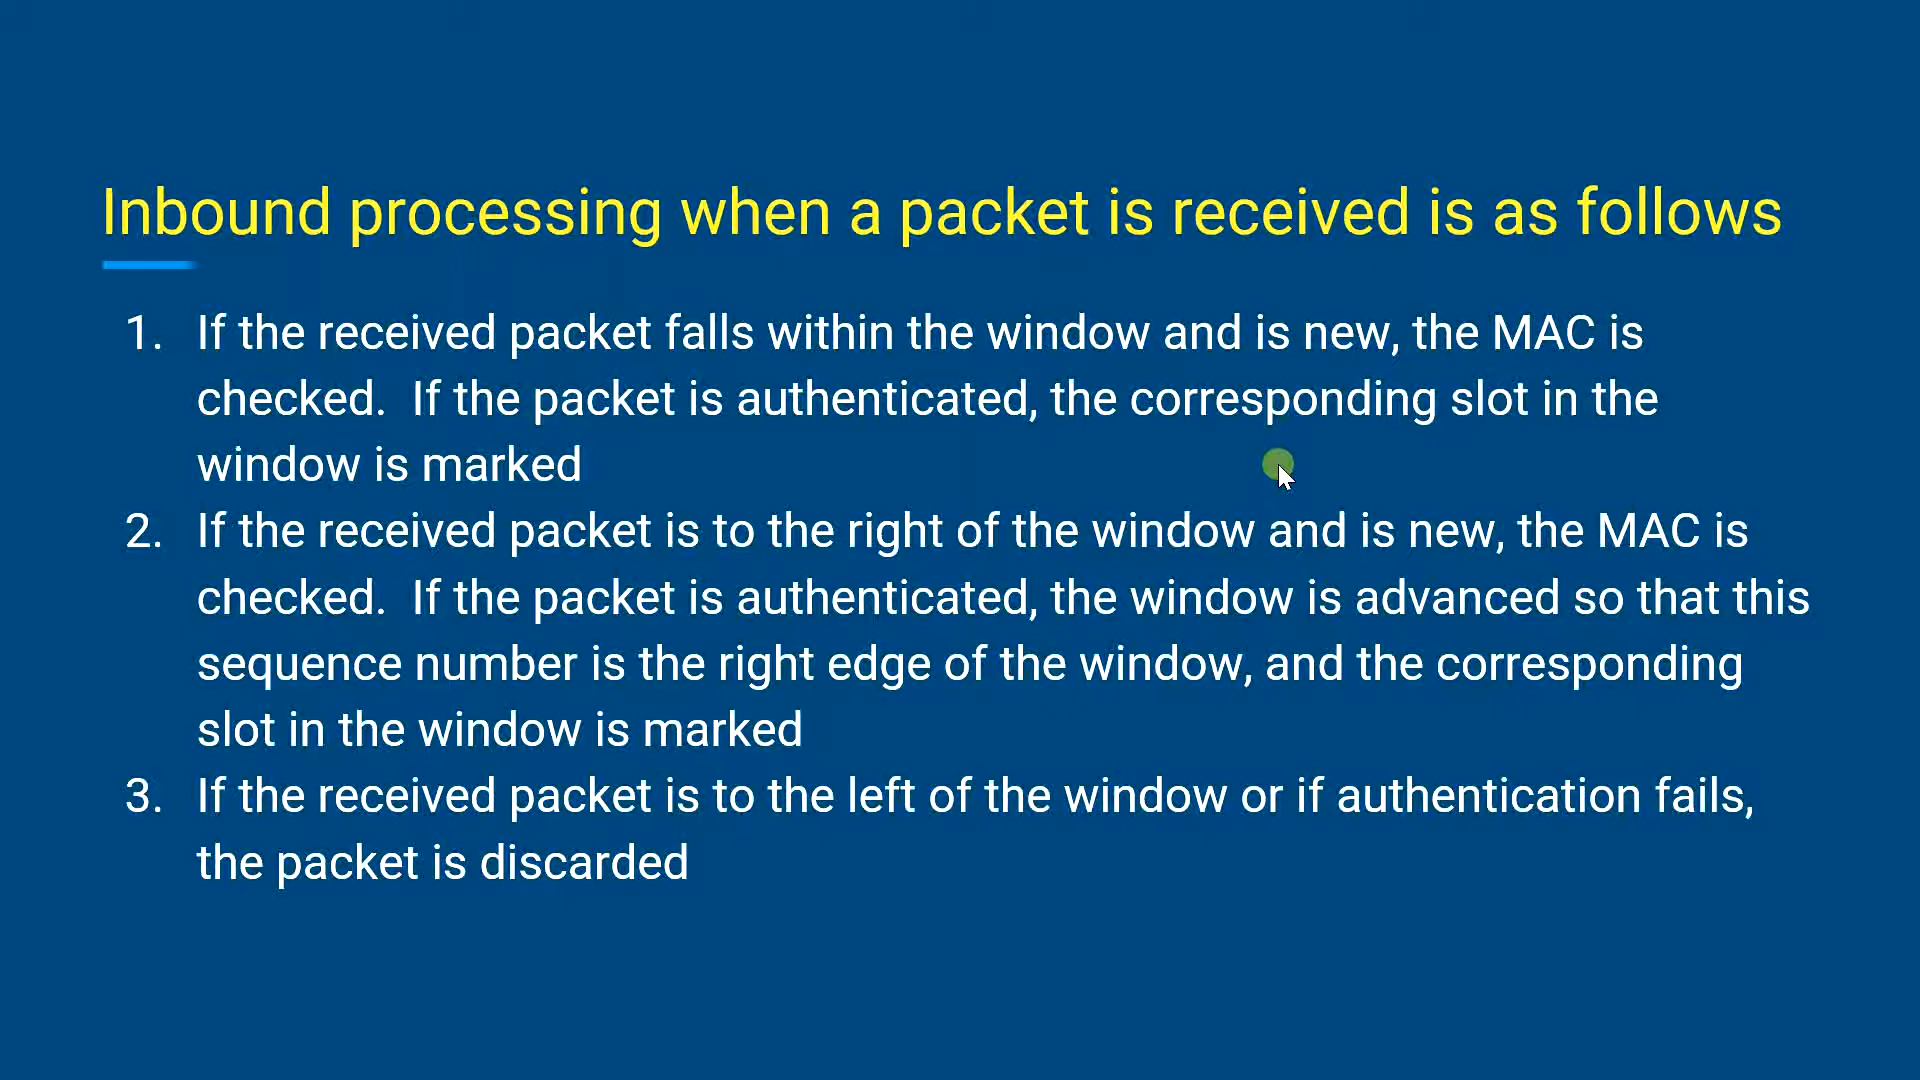 Inbound processing when a packet is received is as follows
1. If the received packet falls within the window and is new, the MAC is
checked.  If the packet is authenticated, the corresponding slot in the
window is marked
2. If the received packet is to the right of the window and is new, the MAC is
checked.  If the packet is authenticated, the window is advanced so that this
sequence number is the right edge of the window, and the corresponding
slot in the window is marked
3. If the received packet is to the left of the window or if authentication fails,
the packet is discarded